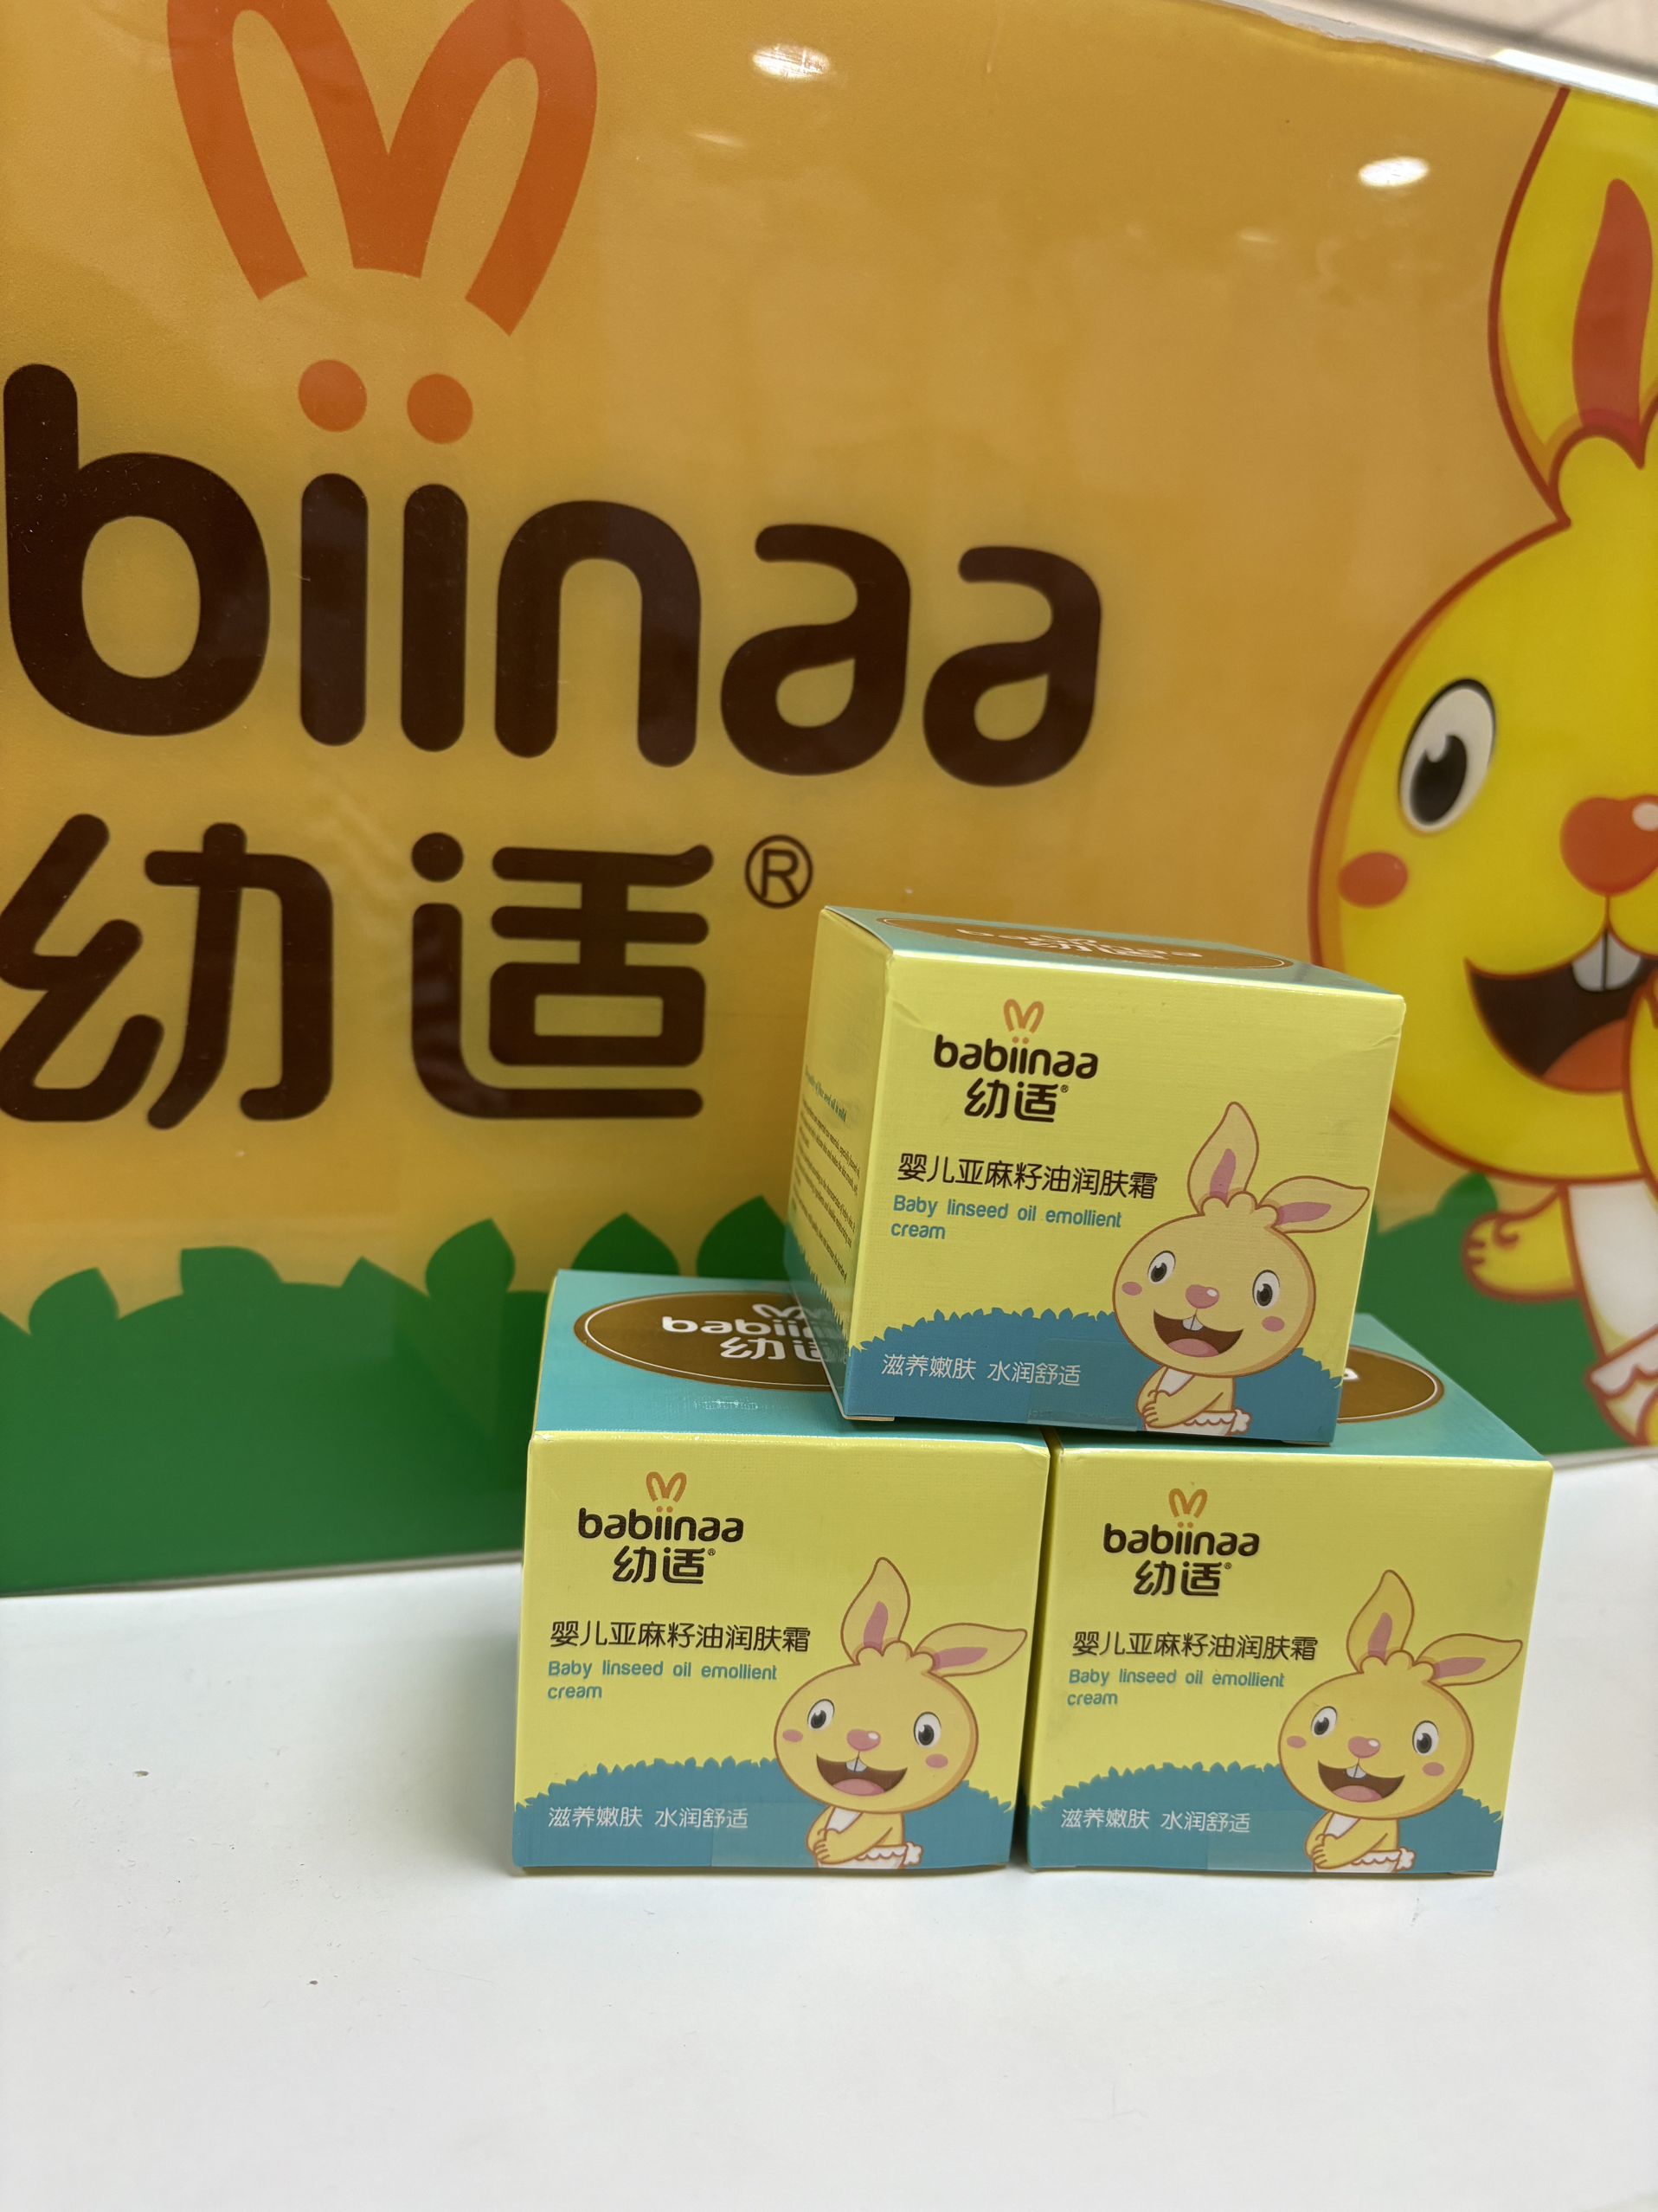 biinaa
幼适®
babiinaa
幼适
babiinaa
幼适®
婴儿亚麻籽油润肤霜
Baby linseed oil emollient
cream
滋养嫩肤 水润舒适
babiinaa
幼适®
婴儿亚麻籽油润肤霜
Baby linseed oil emollient
cream
滋养嫩肤 水润舒适
babiinaa
幼适®
婴儿亚麻籽油润肤霜
Baby linseed oil emollient
cream
滋养嫩肤 水润舒适